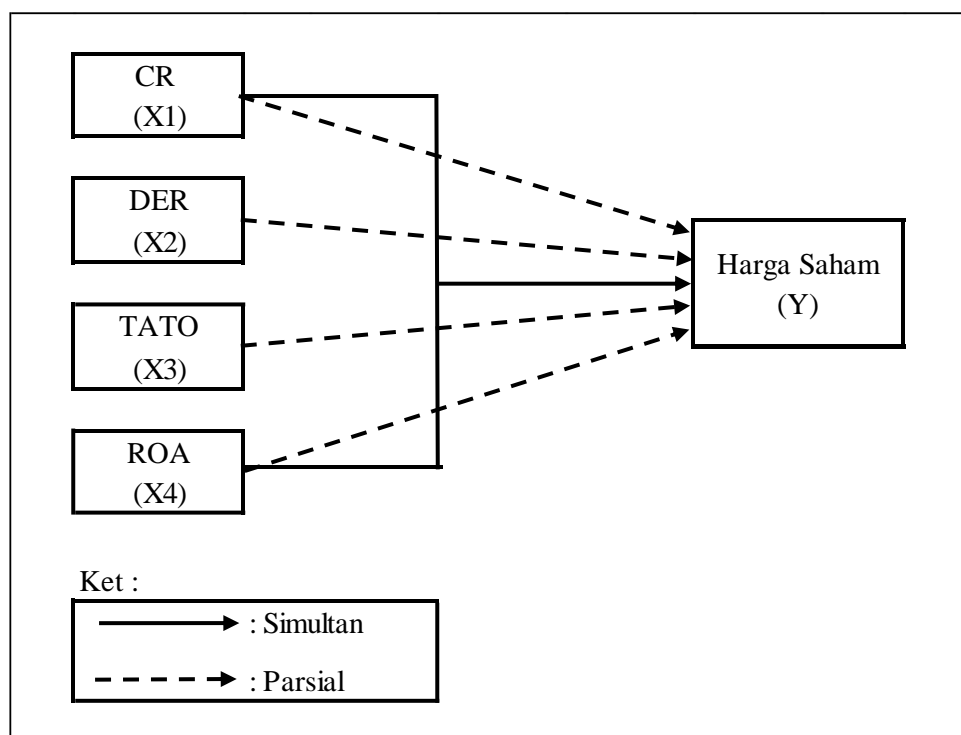 CR
(X1)
DER
(X2)
TATO
(X3)
ROA
(X4)
Harga Saham
(Y)
Ket :
: Simultan
: Parsial